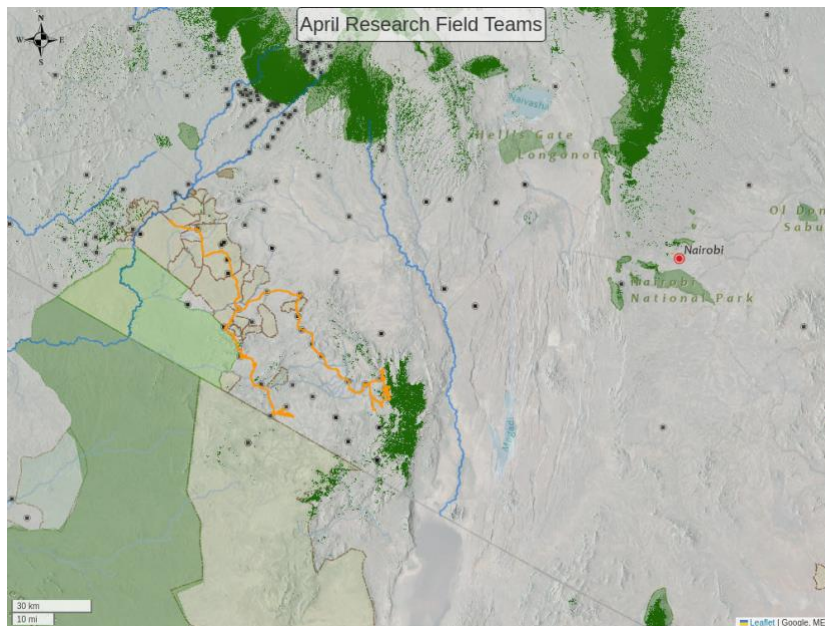 April Research Field Teams
N
W E
S
Naivasha
Hell's Gate
Longonot
Ol Don
Sabu
Nairobi
Nairobi
National Park
Magadi
30 km
10 mi
Leaflet | Google, ME